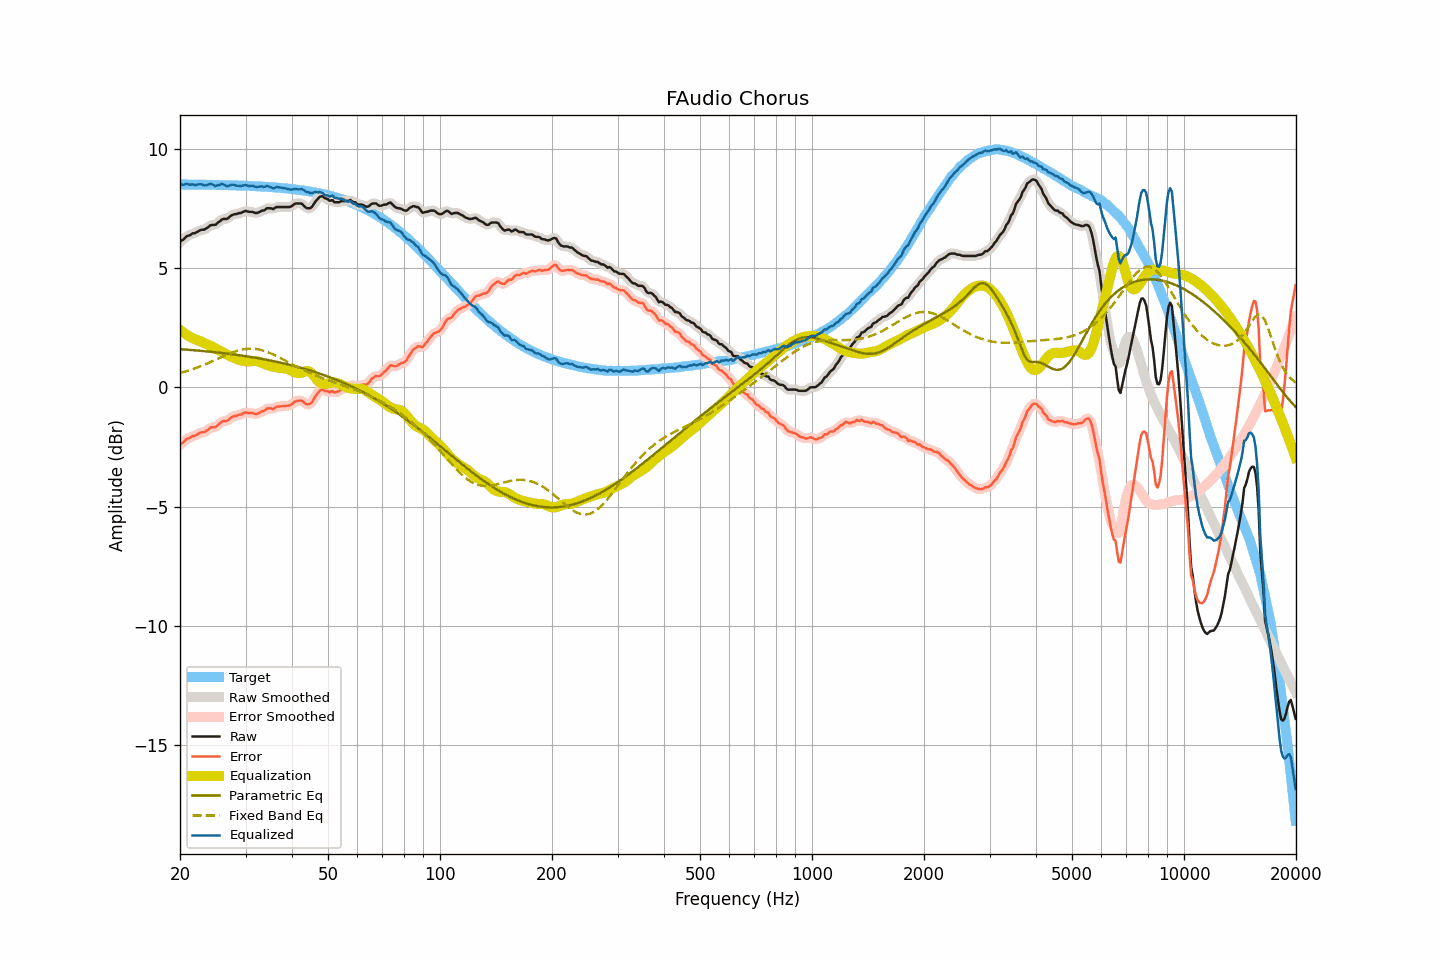 FAudio Chorus
Amplitude (dBr)
10
5
0
−5
−10
−15
Target
Raw Smoothed
Error Smoothed
Raw
Error
Equalization
Parametric Eq
Fixed Band Eq
Equalized
20 50 100 200 500 1000 2000 5000 10000 20000
Frequency (Hz)